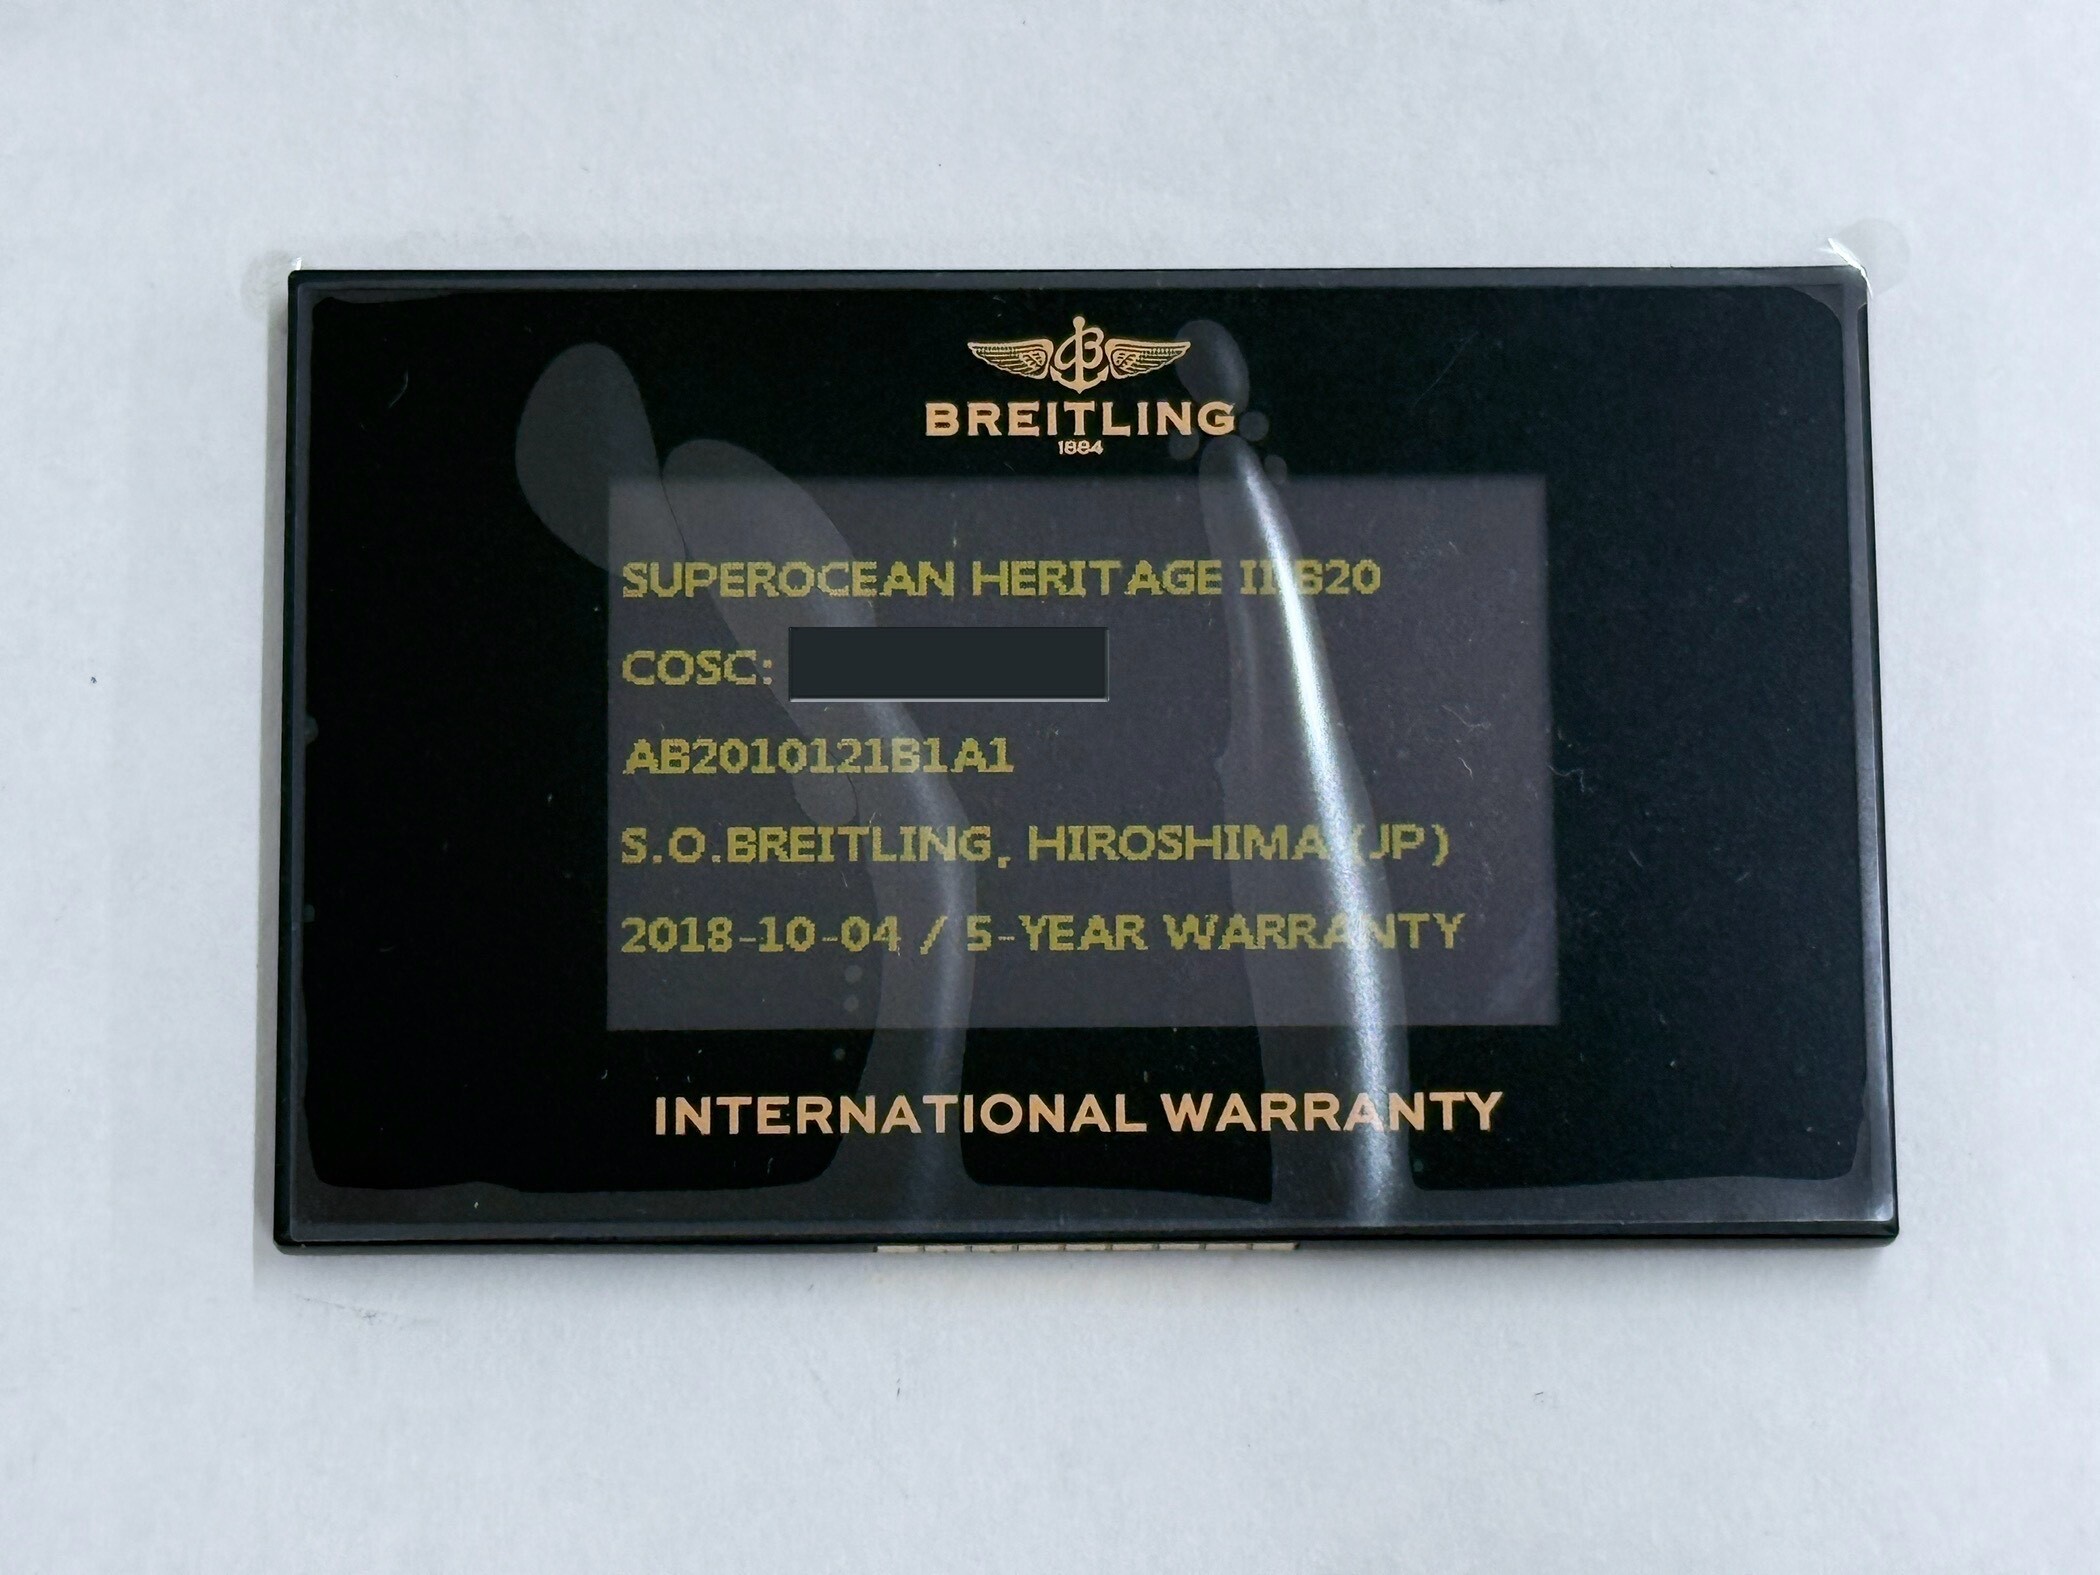 BREITLING
1884
SUPEROCEAN HERITAGE II B20
COSC:
AB2010121B1A1
S.O.BREITLING, HIROSHIMA (JP)
2018-10-04 / 5-YEAR WARRANTY
INTERNATIONAL WARRANTY